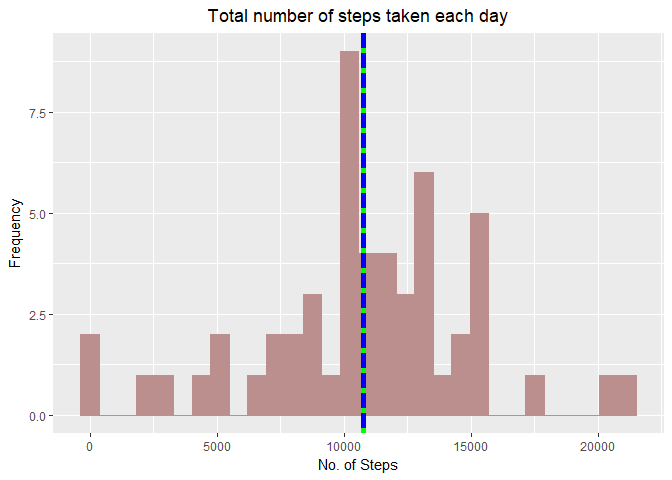 Total number of steps taken each day
7.5
5.0
2.5
0.0
Frequency
0 5000 10000 15000 20000
No. of Steps